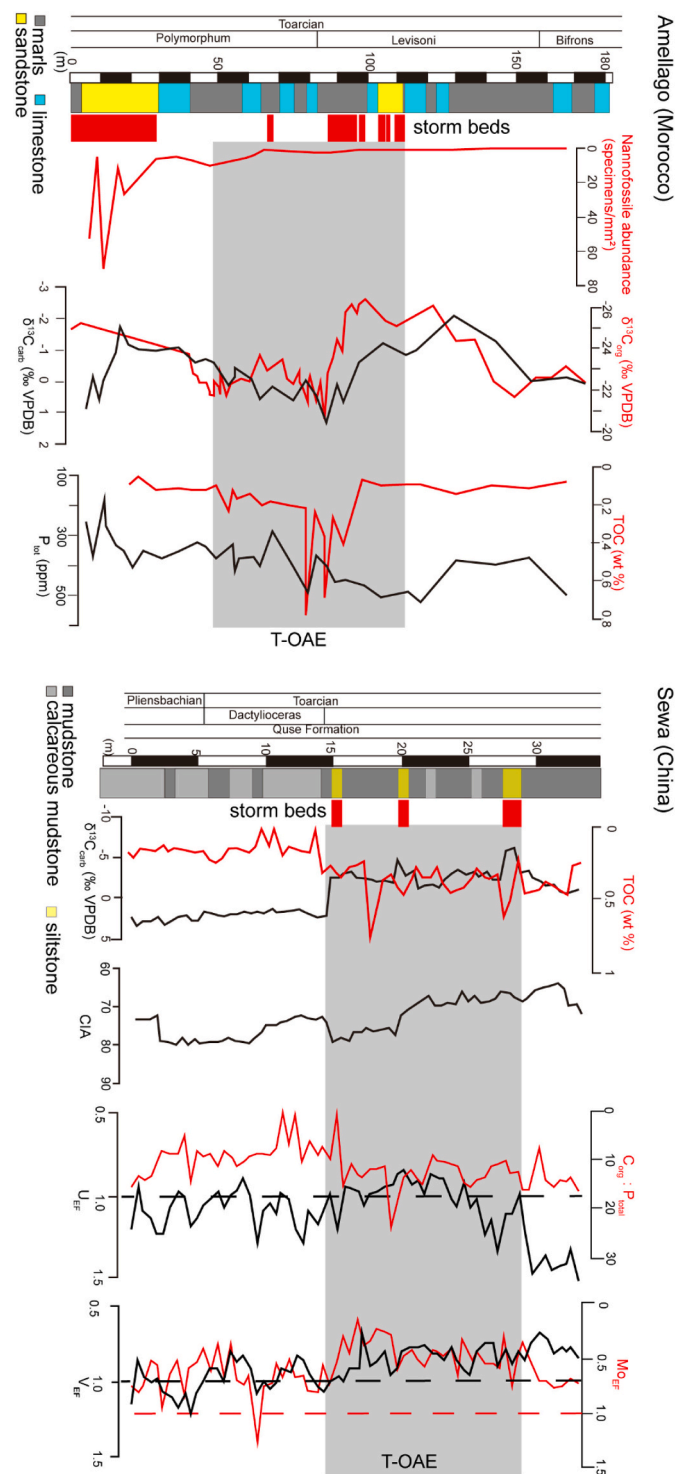 Amellago (Morocco)
Toarcian
Polymorphum
Levisoni
Bifrons
(m)
0
50
100
150
180
marls
limestone
sandstone
storm beds
Nannofossile abundance
(specimens/mm²)
0
20
40
60
80
δ¹³Ccarb (‰ VPDB)
-3
-2
-1
0
1
2
δ¹³Corg (‰ VPDB)
-26
-24
-22
-20
TOC (wt %)
0
0.2
0.4
0.6
0.8
Ptot (ppm)
100
300
500
T-OAE
Sewa (China)
Pliensbachian
Toarcian
Dactylioceras
Quse Formation
(m)
0
5
10
15
20
25
30
mudstone
calcareous mudstone
siltstone
storm beds
δ¹³Ccarb (‰ VPDB)
-10
-5
0
5
TOC (wt %)
0
0.5
1
CIA
60
70
80
90
UEF
0.5
1.0
1.5
Corg : Ptotal
0
10
20
30
VEF
0.5
1.0
1.5
MoEF
0
0.5
1.0
1.5
T-OAE